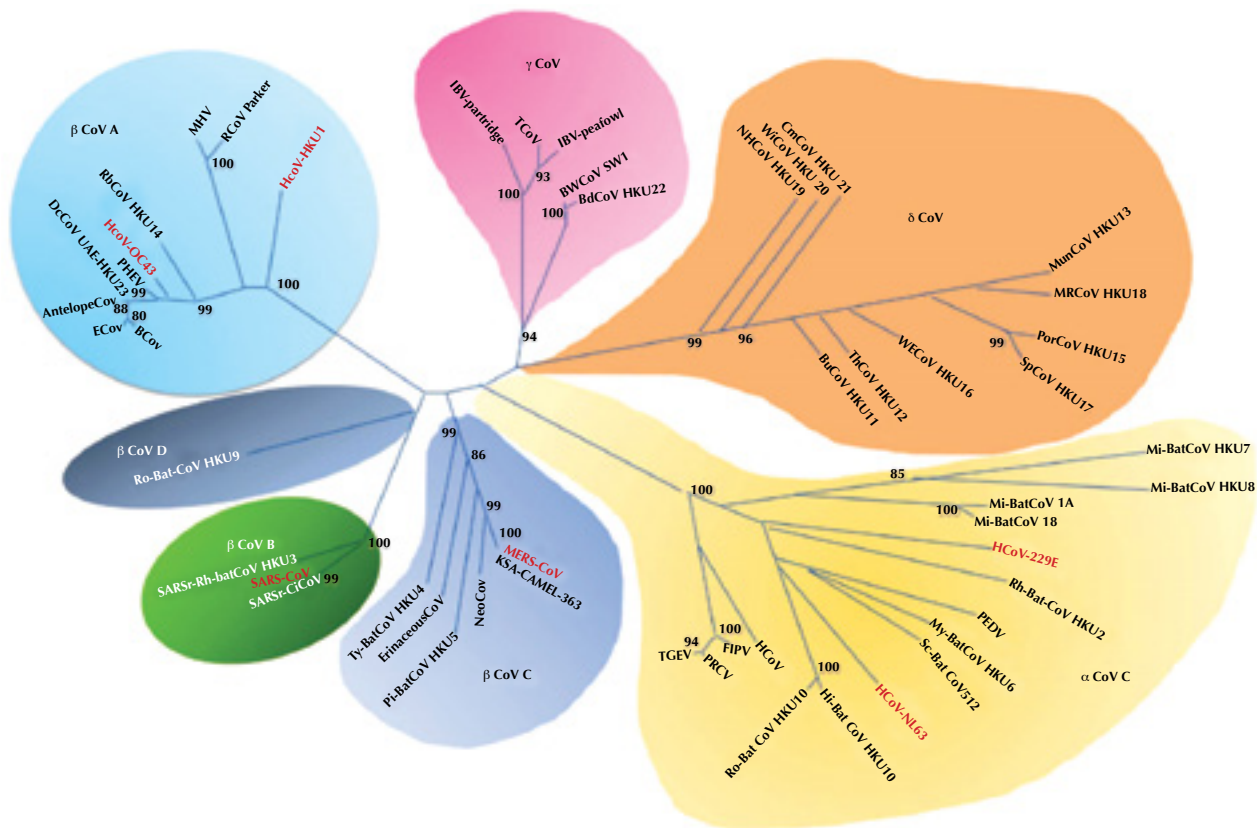 β CoV A
MHV
RCoV Parker
HcoV-HKU1
100
RbCoV HKU14
HcoV-OC43
DcCoV UAE-HKU23
PHEV
99
AntelopeCov
88
80
ECov
BCov
99
100
γ CoV
IBV-partridge
TCoV
IBV-peafowl
93
100
BWCoV SW1
BdCoV HKU22
100
94
δ CoV
NHCoV HKU19
WiCoV HKU 20
CmCoV HKU 21
99
96
MunCoV HKU13
MRCoV HKU18
PorCoV HKU15
99
SpCoV HKU17
WECoV HKU16
ThCoV HKU12
BuCoV HKU11
β CoV D
Ro-Bat-CoV HKU9
β CoV B
SARSr-Rh-batCoV HKU3
SARS-CoV
SARSr-CiCoV
100
99
99
86
99
100
MERS-CoV
KSA-CAMEL-363
NeoCov
Ty-BatCoV HKU4
ErinaceousCoV
Pi-BatCoV HKU5
β CoV C
100
85
Mi-BatCoV HKU7
Mi-BatCoV HKU8
Mi-BatCoV 1A
100
Mi-BatCoV 18
HCoV-229E
Rh-Bat-CoV HKU2
PEDV
My-BatCoV HKU6
Sc-Bat CoV512
α CoV C
HCoV-NL63
100
Hi-Bat CoV HKU10
Ro-Bat CoV HKU10
HCoV
100
FIPV
94
TGEV
PRCV